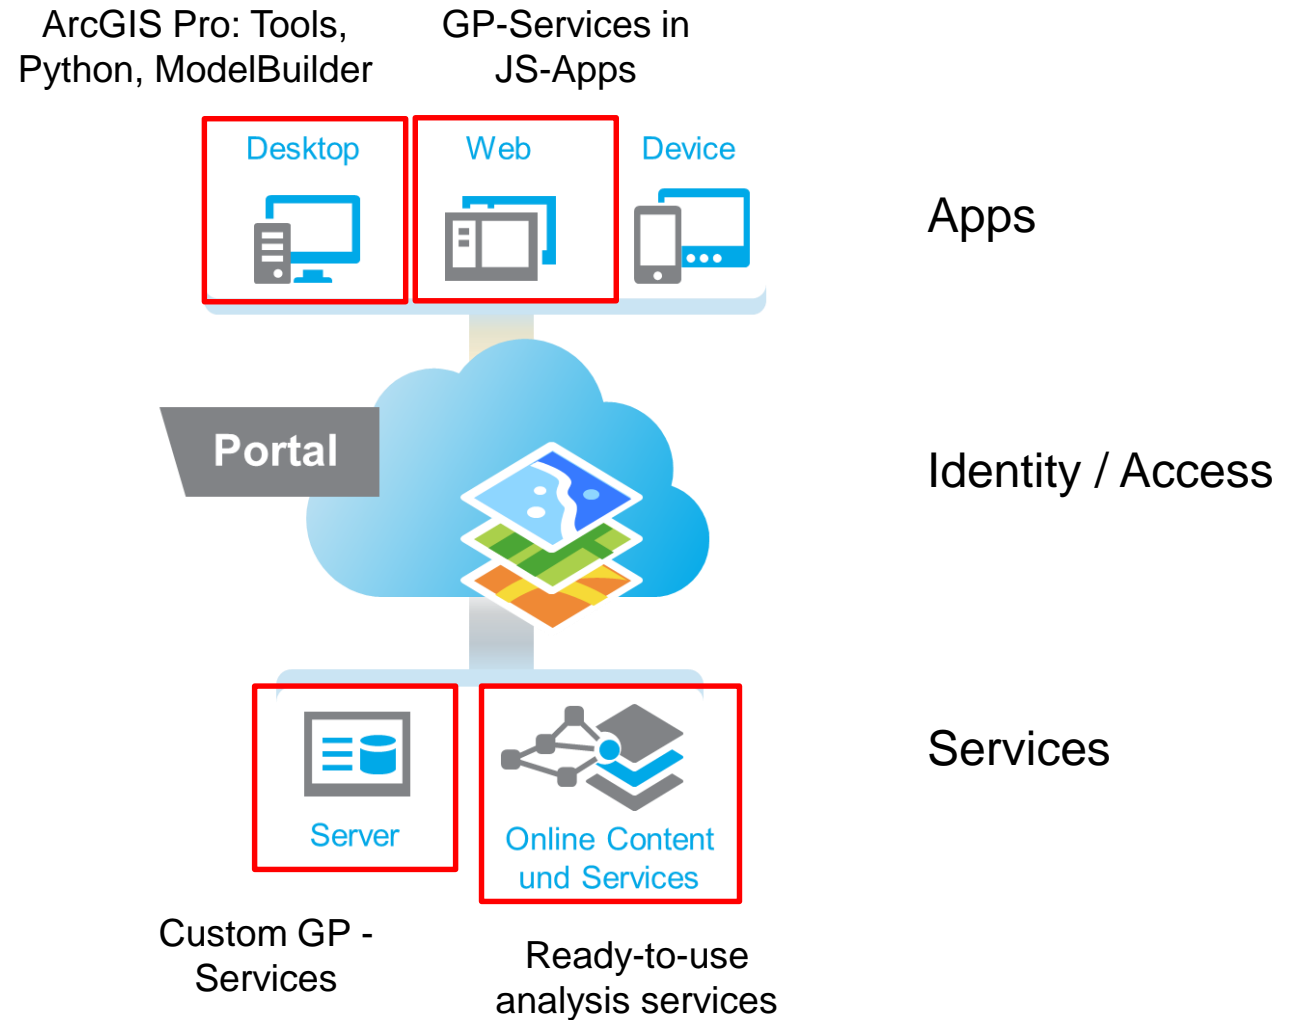 ArcGIS Pro: Tools,
Python, ModelBuilder
GP-Services in
JS-Apps
Desktop
Web
Device
Apps
Portal
Identity / Access
Services
Server
Online Content
und Services
Custom GP -
Services
Ready-to-use
analysis services